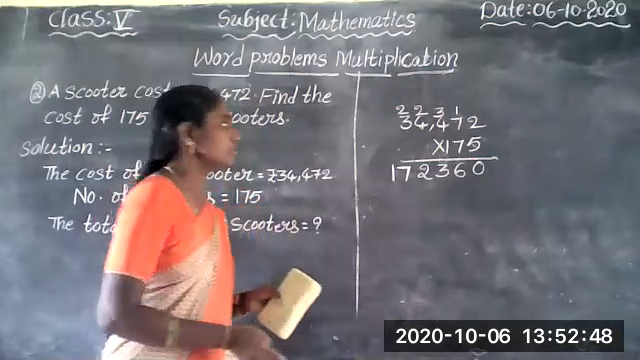 Class: V
Subject: Mathematics
Date: 06-10-2020
Word problems Multiplication
② A scooter cost 472. Find the
cost of 175 scooters.
Solution :-
The cost of scooter = ₹34,472
No. of = 175
The total Scooters = ?
2 2 3 1
34,472
×175
172360
2020-10-06 13:52:48